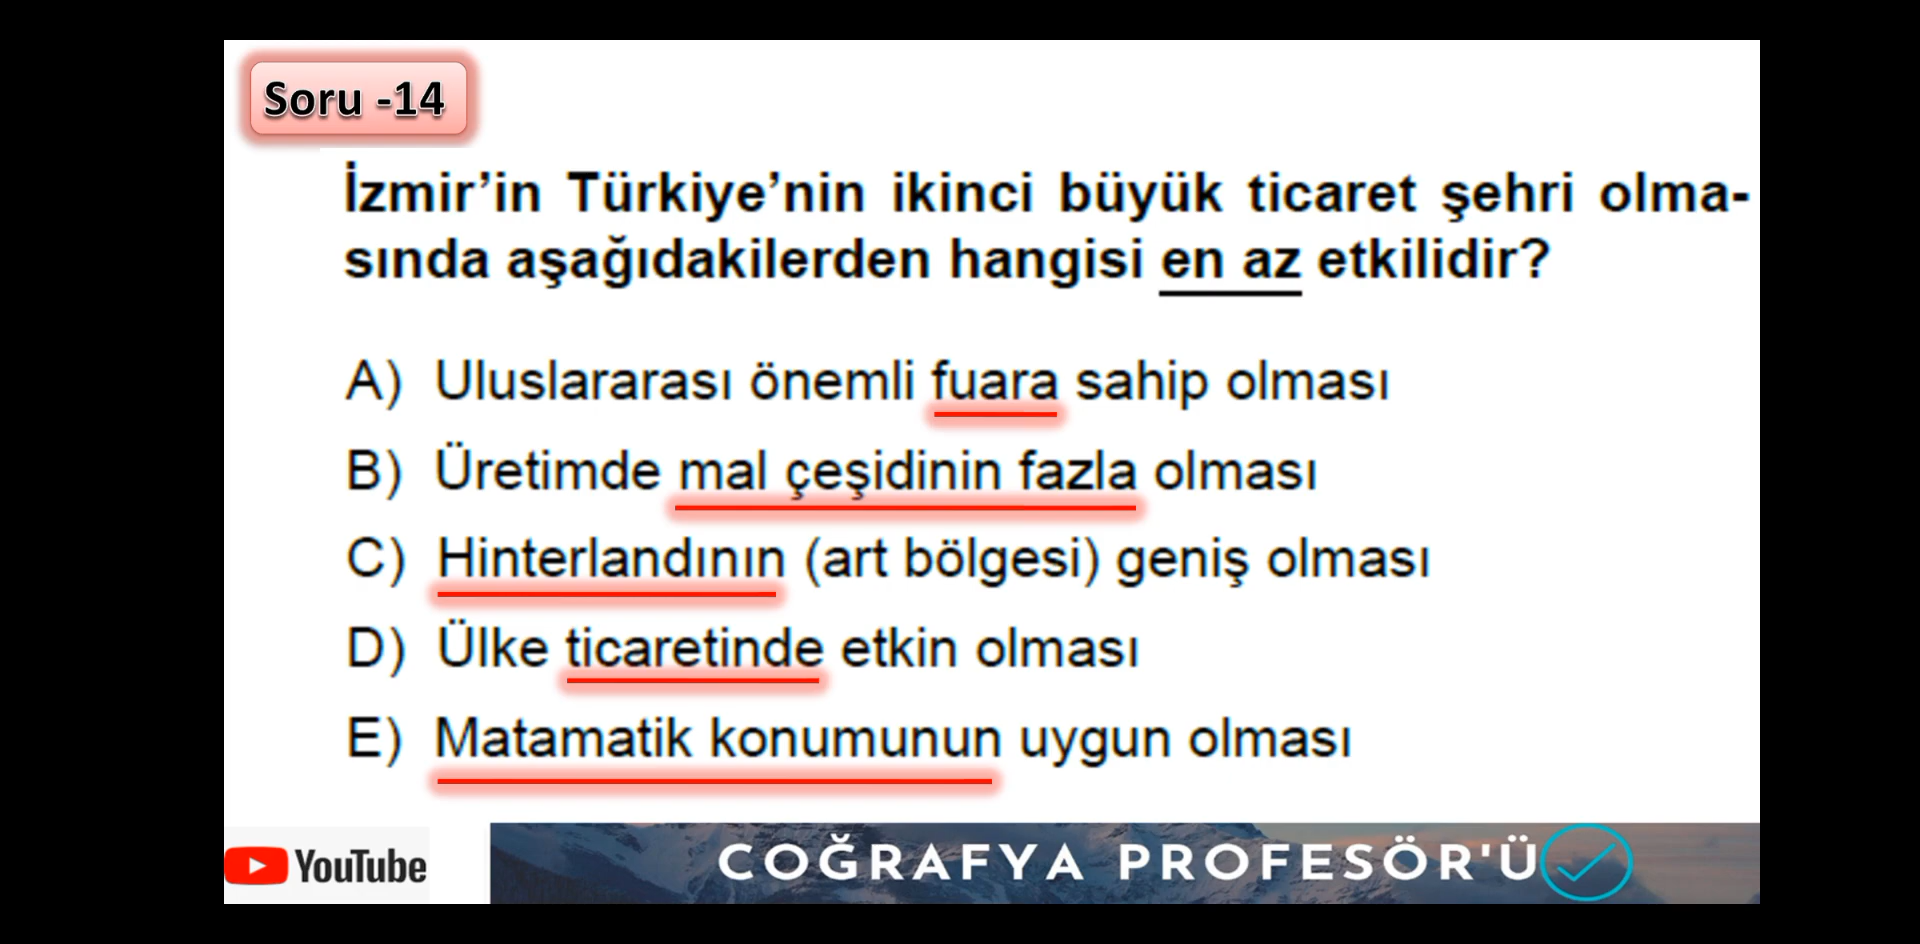 Soru -14
İzmir’in Türkiye’nin ikinci büyük ticaret şehri olma-
sında aşağıdakilerden hangisi en az etkilidir?
A) Uluslararası önemli fuara sahip olması
B) Üretimde mal çeşidinin fazla olması
C) Hinterlandının (art bölgesi) geniş olması
D) Ülke ticaretinde etkin olması
E) Matamatik konumunun uygun olması
YouTube
COĞRAFYA PROFESÖR'Ü